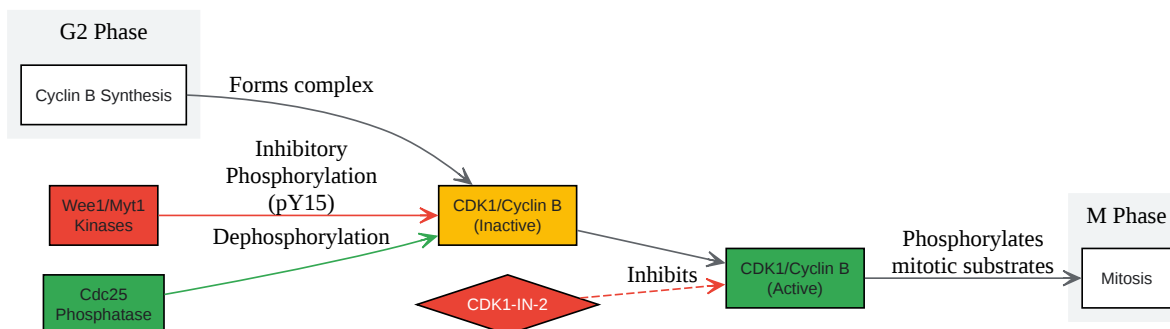 G2 Phase
Cyclin B Synthesis
Forms complex
Inhibitory
Phosphorylation
(pY15)
Wee1/Myt1
Kinases
Dephosphorylation
Cdc25
Phosphatase
CDK1/Cyclin B
(Inactive)
CDK1-IN-2
Inhibits
CDK1/Cyclin B
(Active)
Phosphorylates
mitotic substrates
M Phase
Mitosis